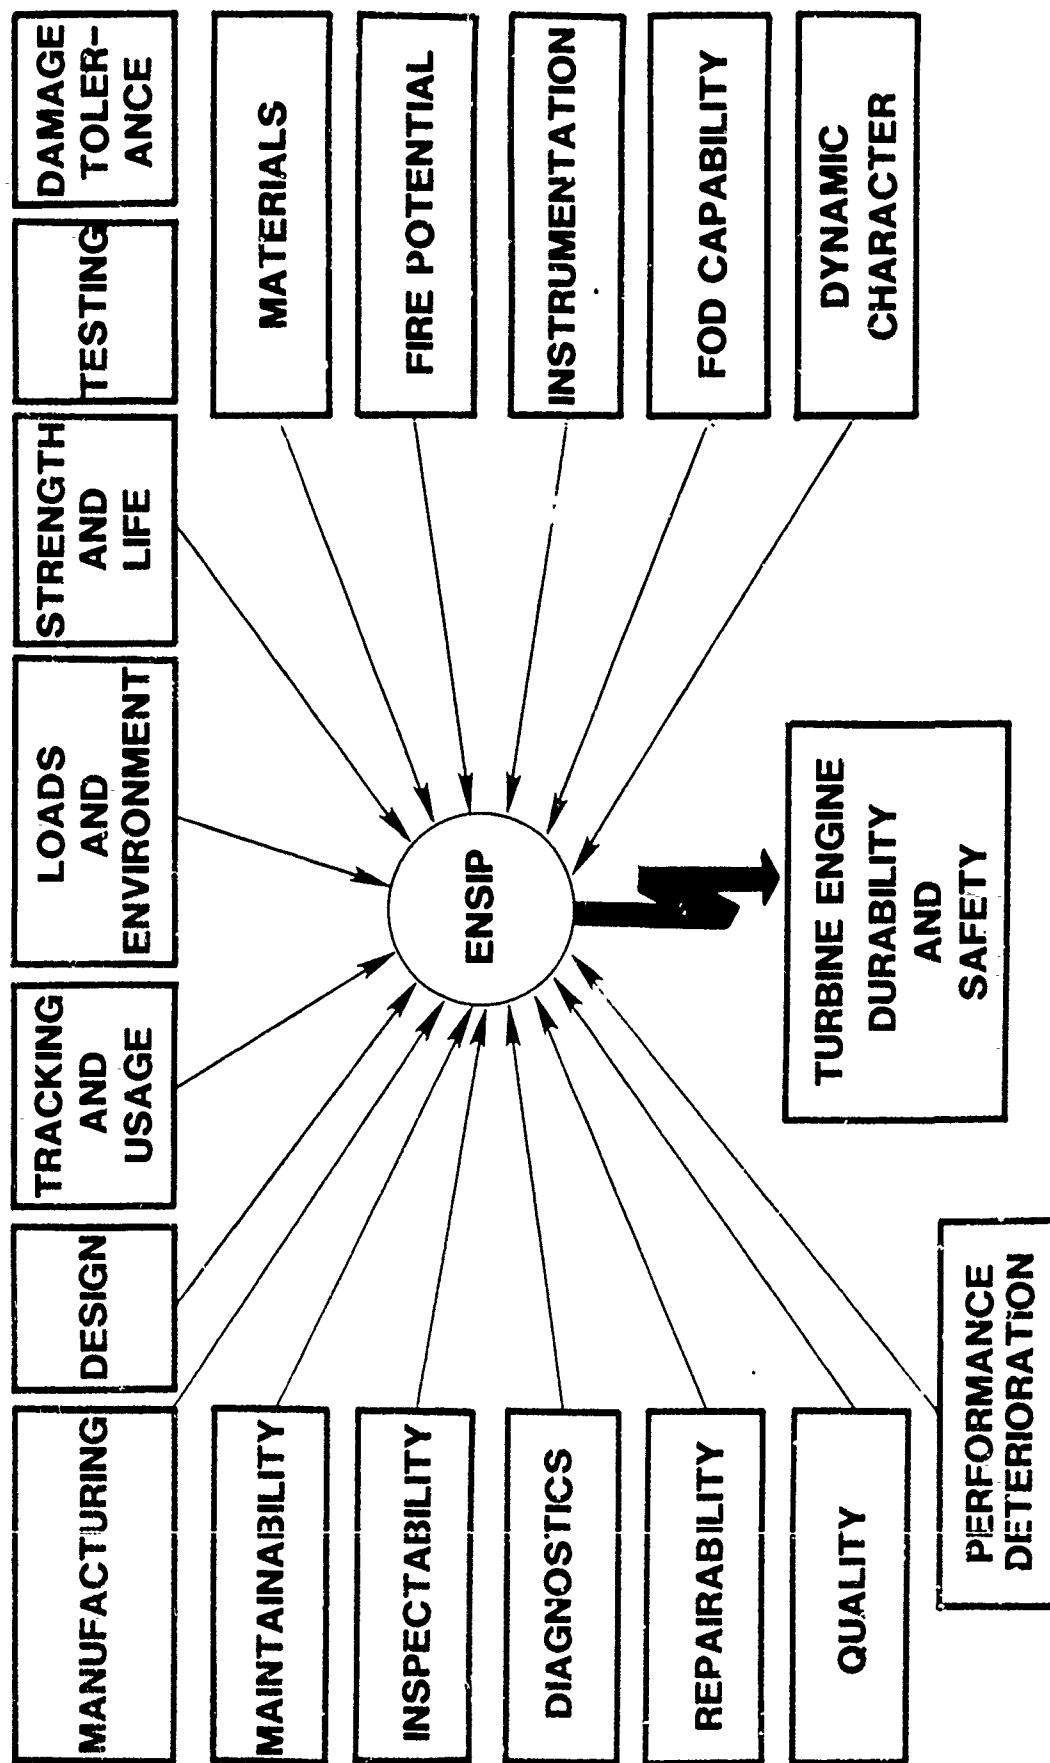 MANUFACTURING
DESIGN
TRACKING
AND
USAGE
LOADS
AND
ENVIRONMENT
STRENGTH
AND
LIFE
TESTING
DAMAGE
TOLER-
ANCE
MAINTAINABILITY
INSPECTABILITY
DIAGNOSTICS
REPAIRABILITY
QUALITY
PERFORMANCE
DETERIORATION
ENSIP
MATERIALS
FIRE POTENTIAL
INSTRUMENTATION
FOD CAPABILITY
DYNAMIC
CHARACTER
TURBINE ENGINE
DURABILITY
AND
SAFETY